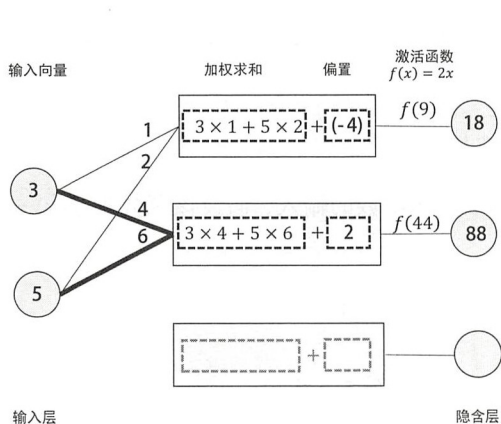 激活函数
输入向量 加权求和 偏置 f(x) = 2x
1 3 × 1 + 5 × 2 + (-4) f(9) 18
2
3 4
6 3 × 4 + 5 × 6 + 2 f(44) 88
5
+
输入层 隐含层